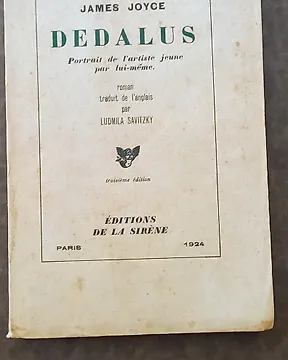 JAMES JOYCE
DEDALUS
Portrait de l'artiste jeune
par lui-même.
roman
traduit de l'anglais
par
LUDMILA SAVITZKY
troisième édition
ÉDITIONS
DE LA SIRÈNE
PARIS 1924